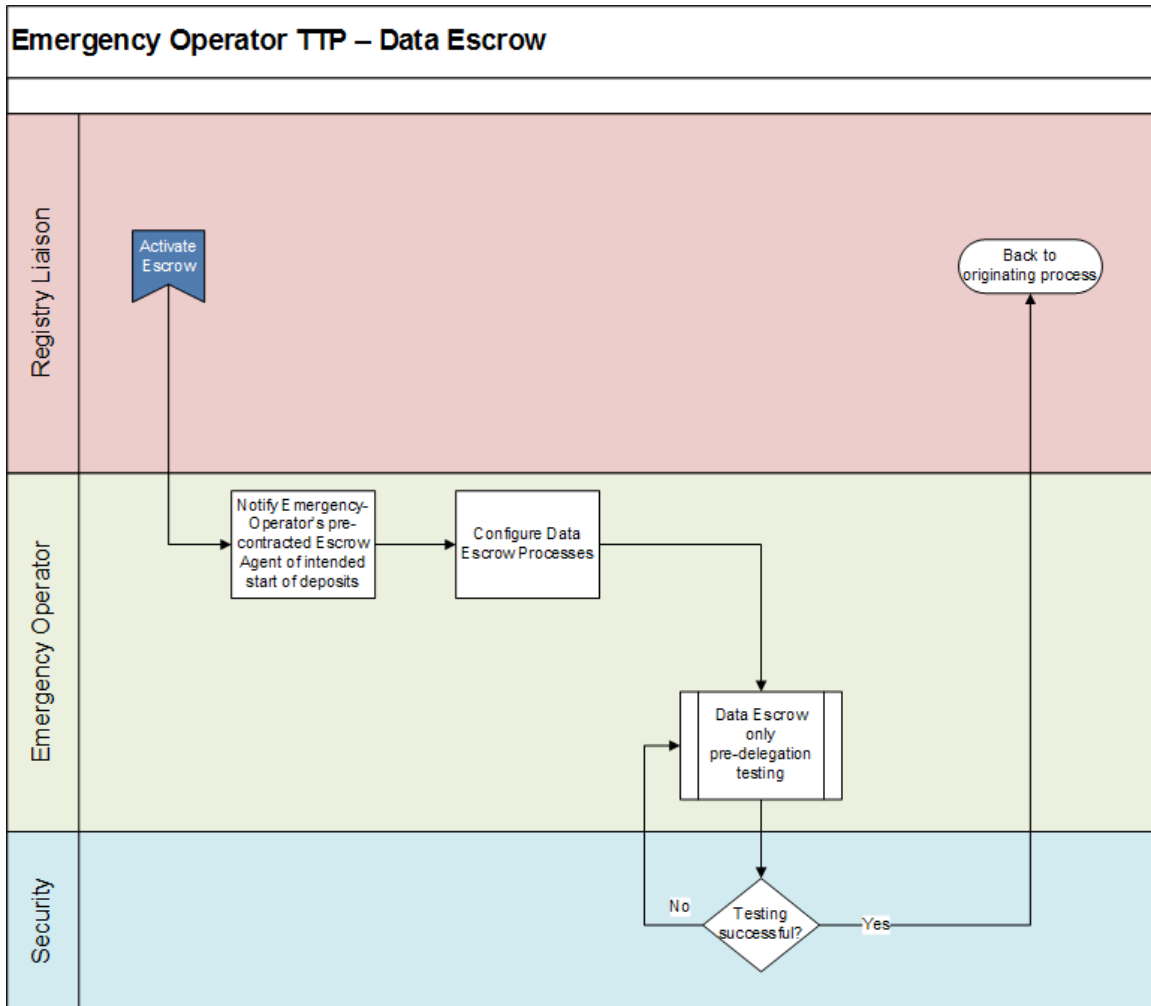 Emergency Operator TTP – Data Escrow
Registry Liaison
Activate
Escrow
Back to
originating process
Emergency Operator
Notify Emergency-
Operator's pre-
contracted Escrow
Agent of intended
start of deposits
Configure Data
Escrow Processes
Data Escrow
only
pre-delegation
testing
Security
No
Testing
successful?
Yes